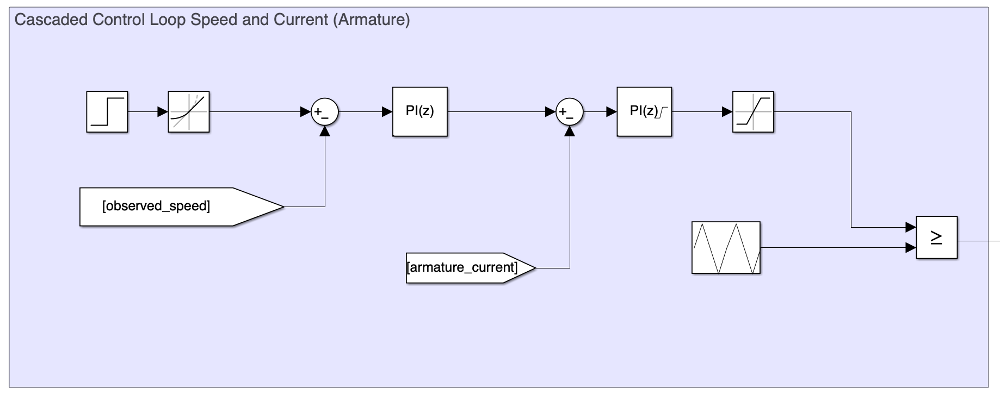 Cascaded Control Loop Speed and Current (Armature)
+
−
PI(z)
+
−
PI(z)
[observed_speed]
[armature_current]
≥